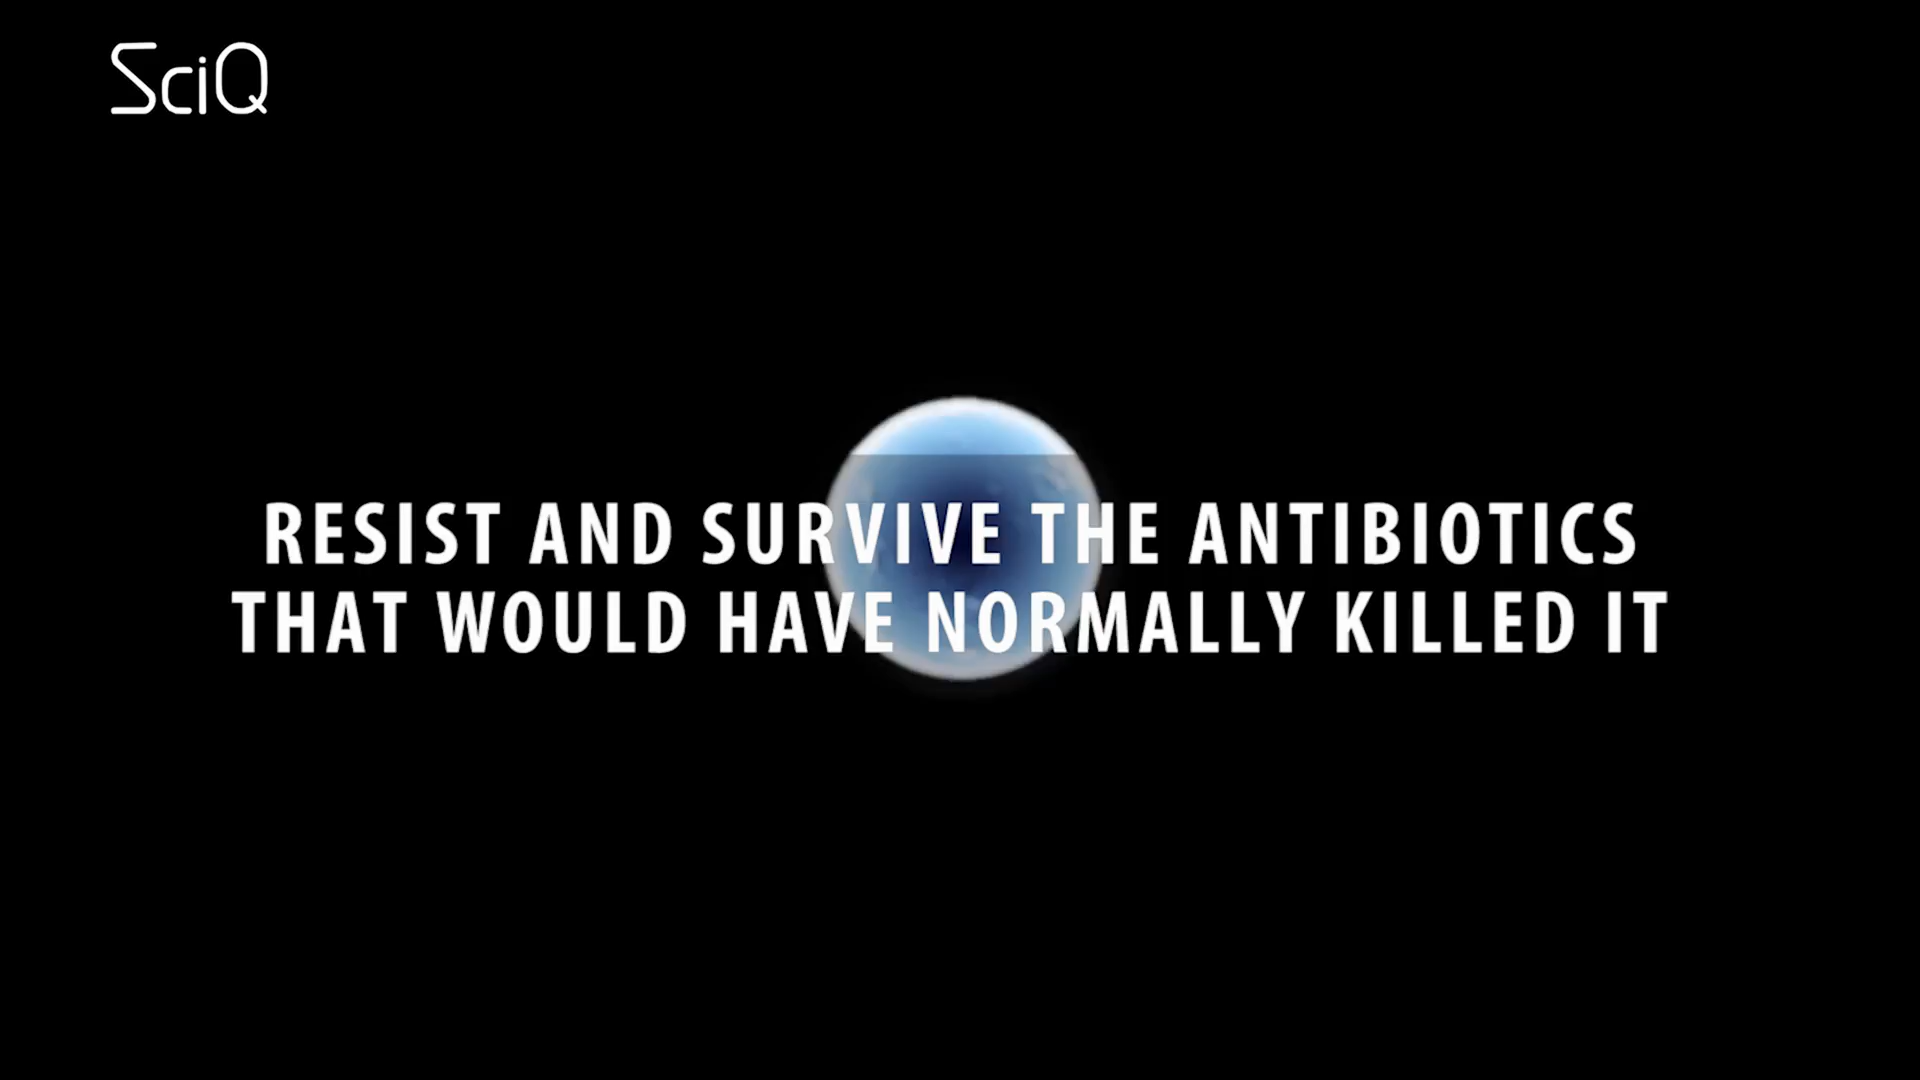 SciQ
RESIST AND SURVIVE THE ANTIBIOTICS
THAT WOULD HAVE NORMALLY KILLED IT